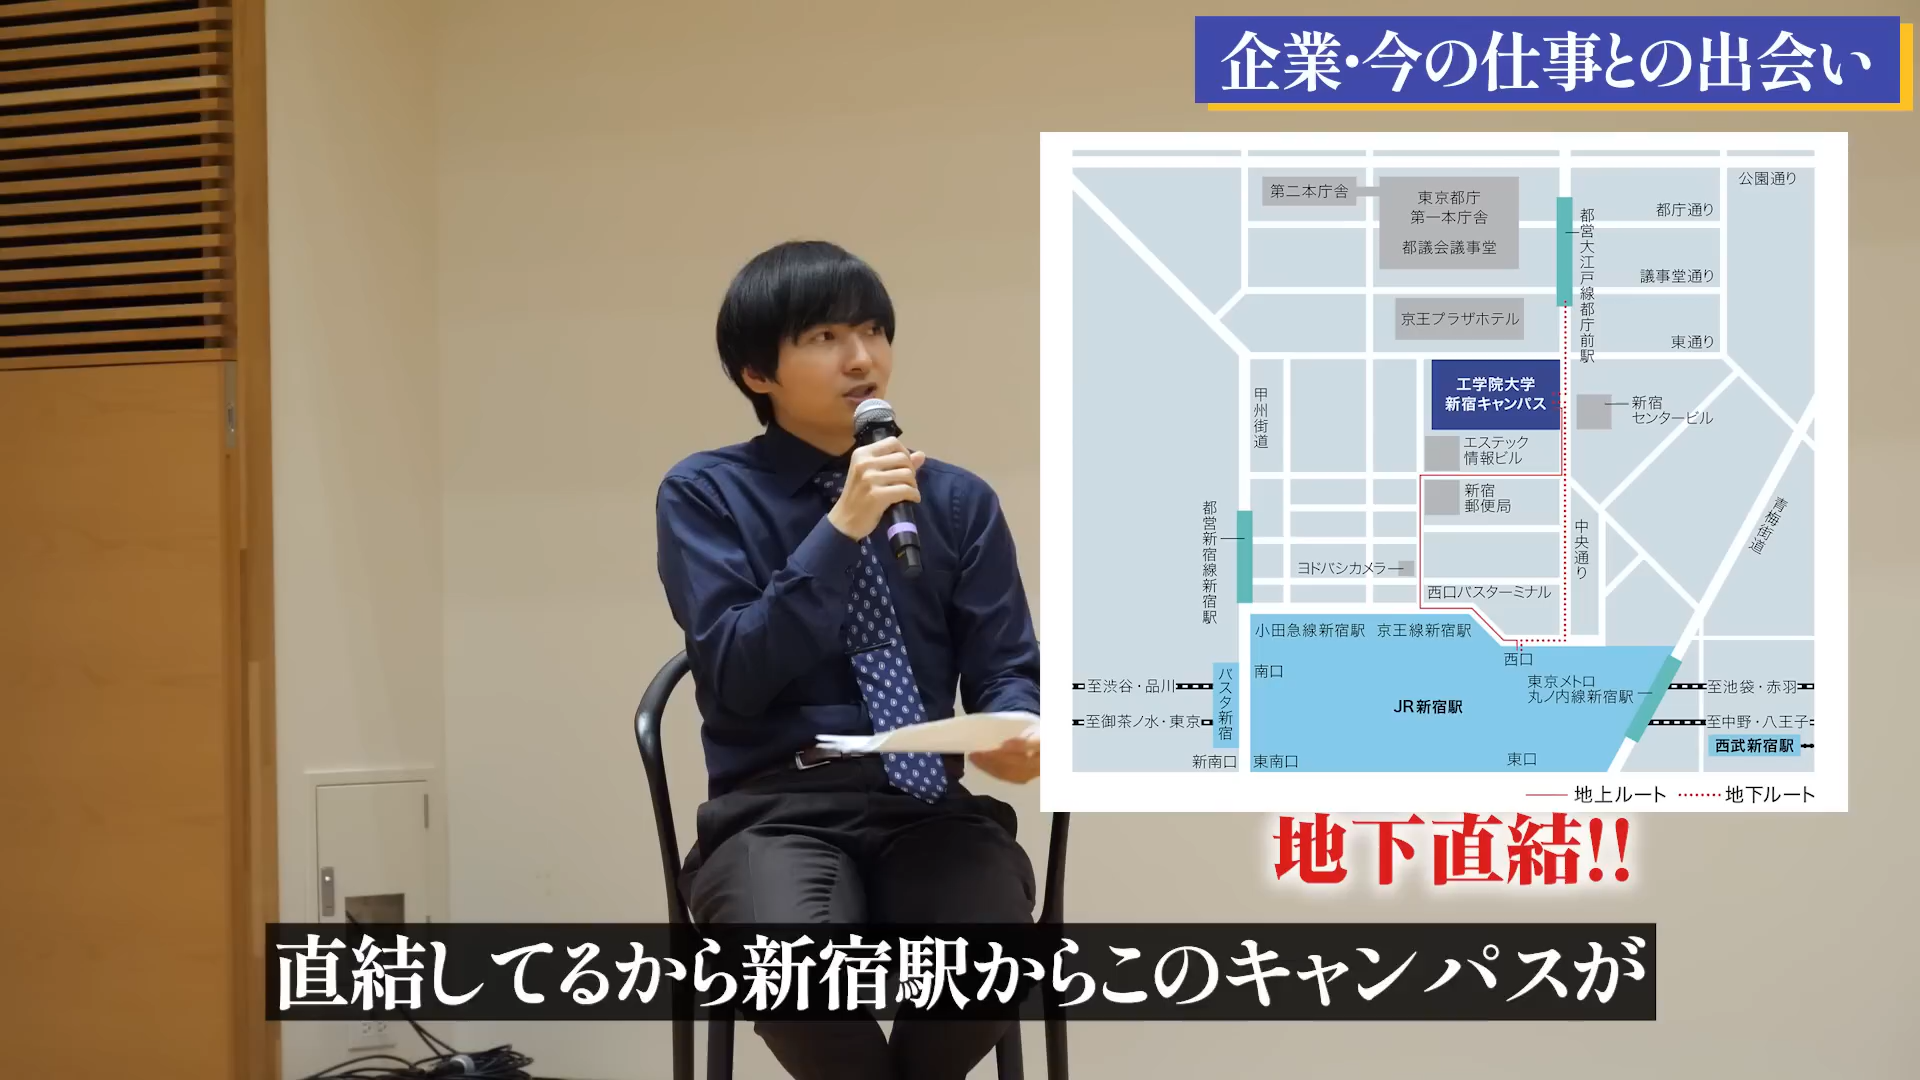 企業・今の仕事との出会い
公園通り
第二本庁舎
東京都庁
第一本庁舎
都議会議事堂
都庁通り
都営大江戸線都庁前駅
議事堂通り
京王プラザホテル
東通り
工学院大学
新宿キャンパス
新宿
センタービル
甲州街道
エステック
情報ビル
新宿
郵便局
都営新宿線新宿駅
中央通り
青梅街道
ヨドバシカメラ
西口バスターミナル
小田急線新宿駅
京王線新宿駅
西口
南口
バスタ新宿
至渋谷・品川
東京メトロ
丸ノ内線新宿駅
至池袋・赤羽
JR新宿駅
至御茶ノ水・東京
至中野・八王子
西武新宿駅
新南口
東南口
東口
地上ルート
地下ルート
地下直結!!
直結してるから新宿駅からこのキャンパスが